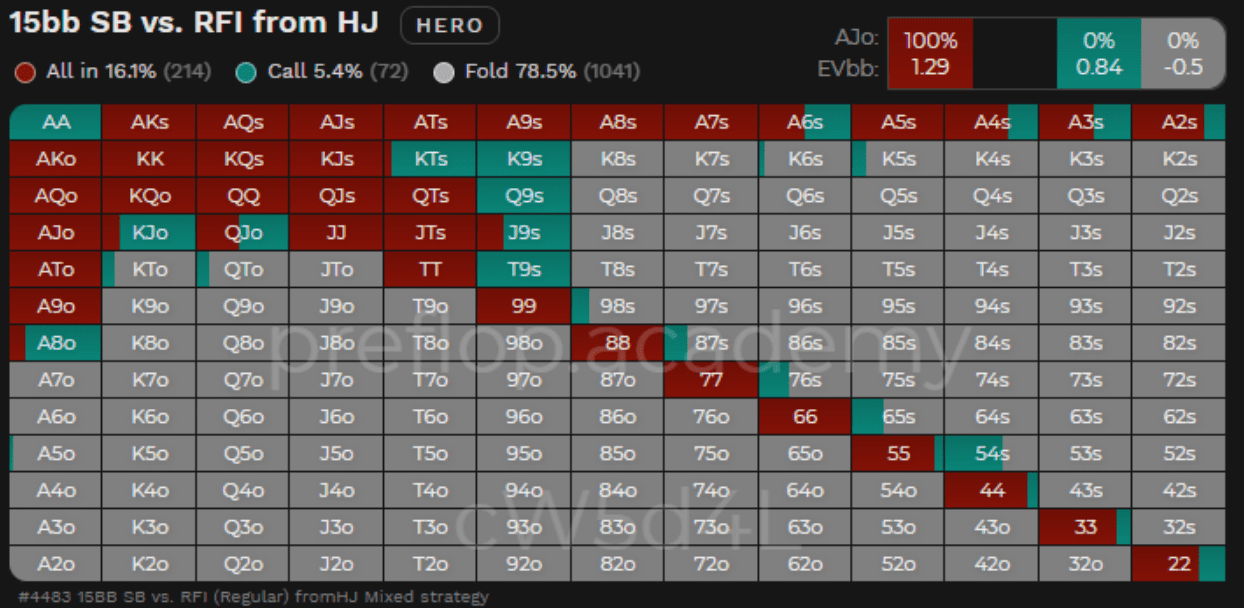 15bb SB vs. RFI from HJ HERO
AJo: 100% 0% 0%
EVbb: 1.29 0.84 -0.5
All in 16.1% (214) Call 5.4% (72) Fold 78.5% (1041)
AA AKs AQs AJs ATs A9s A8s A7s A6s A5s A4s A3s A2s
AKo KK KQs KJs KTs K9s K8s K7s K6s K5s K4s K3s K2s
AQo KQo QQ QJs QTs Q9s Q8s Q7s Q6s Q5s Q4s Q3s Q2s
AJo KJo QJo JJ JTs J9s J8s J7s J6s J5s J4s J3s J2s
ATo KTo QTo JTo TT T9s T8s T7s T6s T5s T4s T3s T2s
A9o K9o Q9o J9o T9o 99 98s 97s 96s 95s 94s 93s 92s
A8o K8o Q8o J8o T8o 98o 88 87s 86s 85s 84s 83s 82s
A7o K7o Q7o J7o T7o 97o 87o 77 76s 75s 74s 73s 72s
A6o K6o Q6o J6o T6o 96o 86o 76o 66 65s 64s 63s 62s
A5o K5o Q5o J5o T5o 95o 85o 75o 65o 55 54s 53s 52s
A4o K4o Q4o J4o T4o 94o 84o 74o 64o 54o 44 43s 42s
A3o K3o Q3o J3o T3o 93o 83o 73o 63o 53o 43o 33 32s
A2o K2o Q2o J2o T2o 92o 82o 72o 62o 52o 42o 32o 22
preflop.academy
cW5d4L
#4483 15BB SB vs. RFI (Regular) fromHJ Mixed strategy